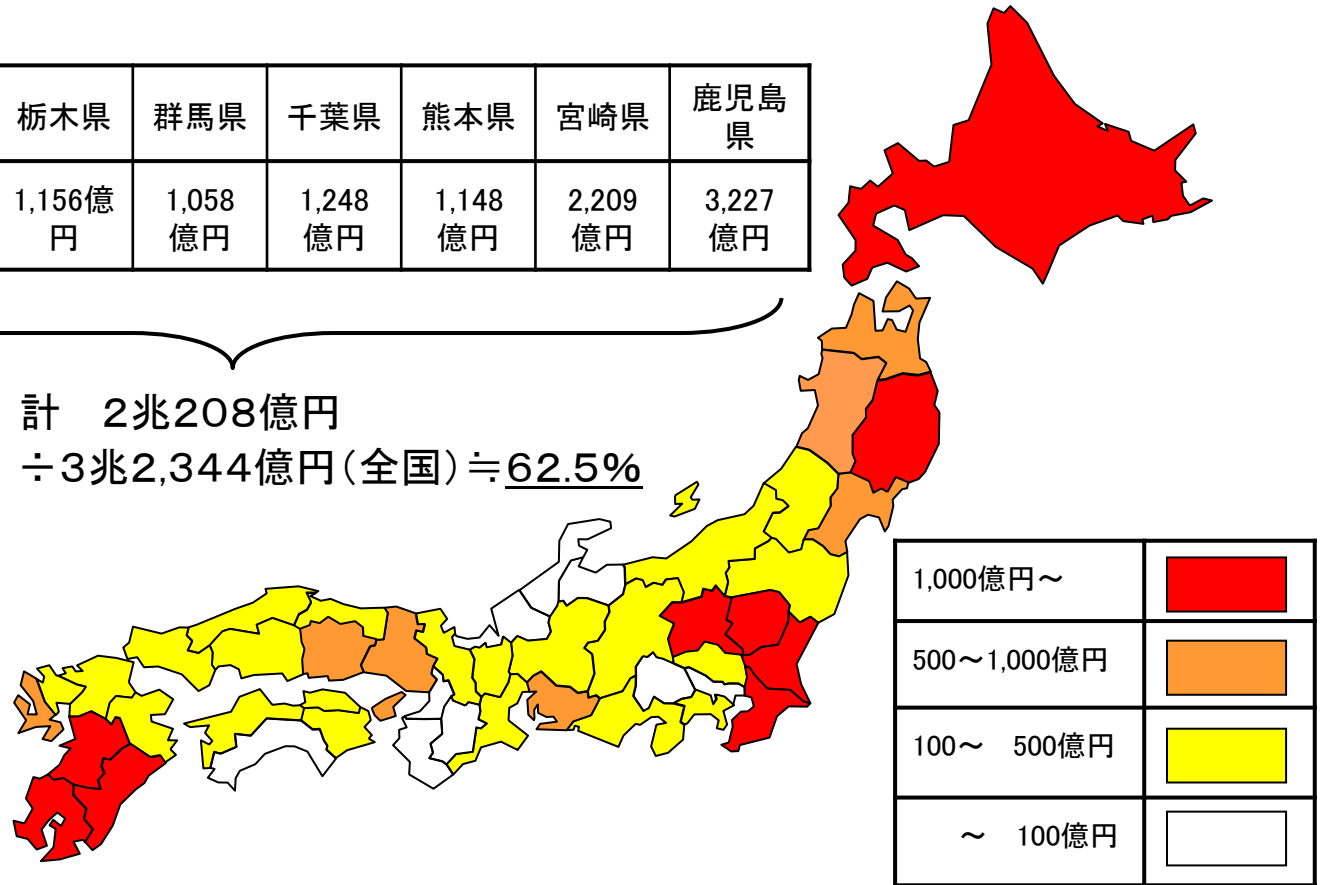 栃木県
群馬県
千葉県
熊本県
宮崎県
鹿児島
県
1,156億
円
1,058
億円
1,248
億円
1,148
億円
2,209
億円
3,227
億円
計　２兆２０８億円
÷３兆２,３４４億円（全国）≒６２.５%
1,000億円～
500～1,000億円
100～　500億円
～　100億円